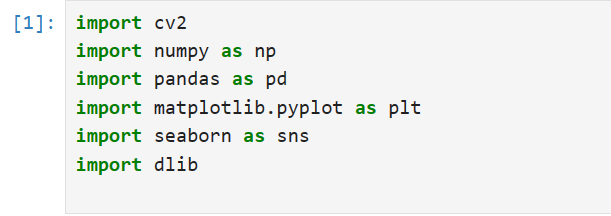 [1]: import cv2
import numpy as np
import pandas as pd
import matplotlib.pyplot as plt
import seaborn as sns
import dlib